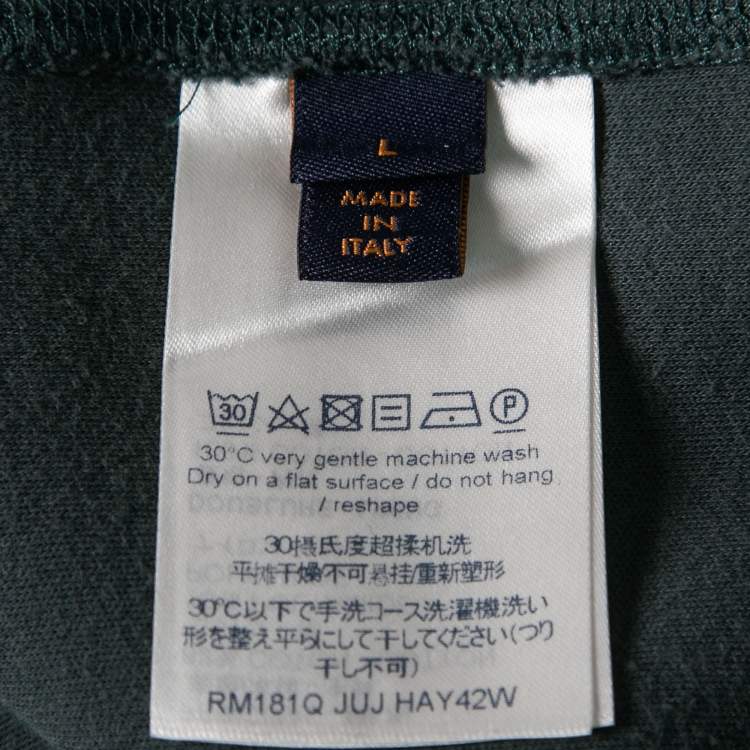 L
MADE
IN
ITALY
30
P
30°C very gentle machine wash
Dry on a flat surface / do not hang
/ reshape
30摄氏度超揉机洗
平摊干燥/不可悬挂/重新塑形
30°C以下で手洗コース洗濯機洗い
形を整え平らにして干してください(つり
干し不可)
RM181Q JUJ HAY42W